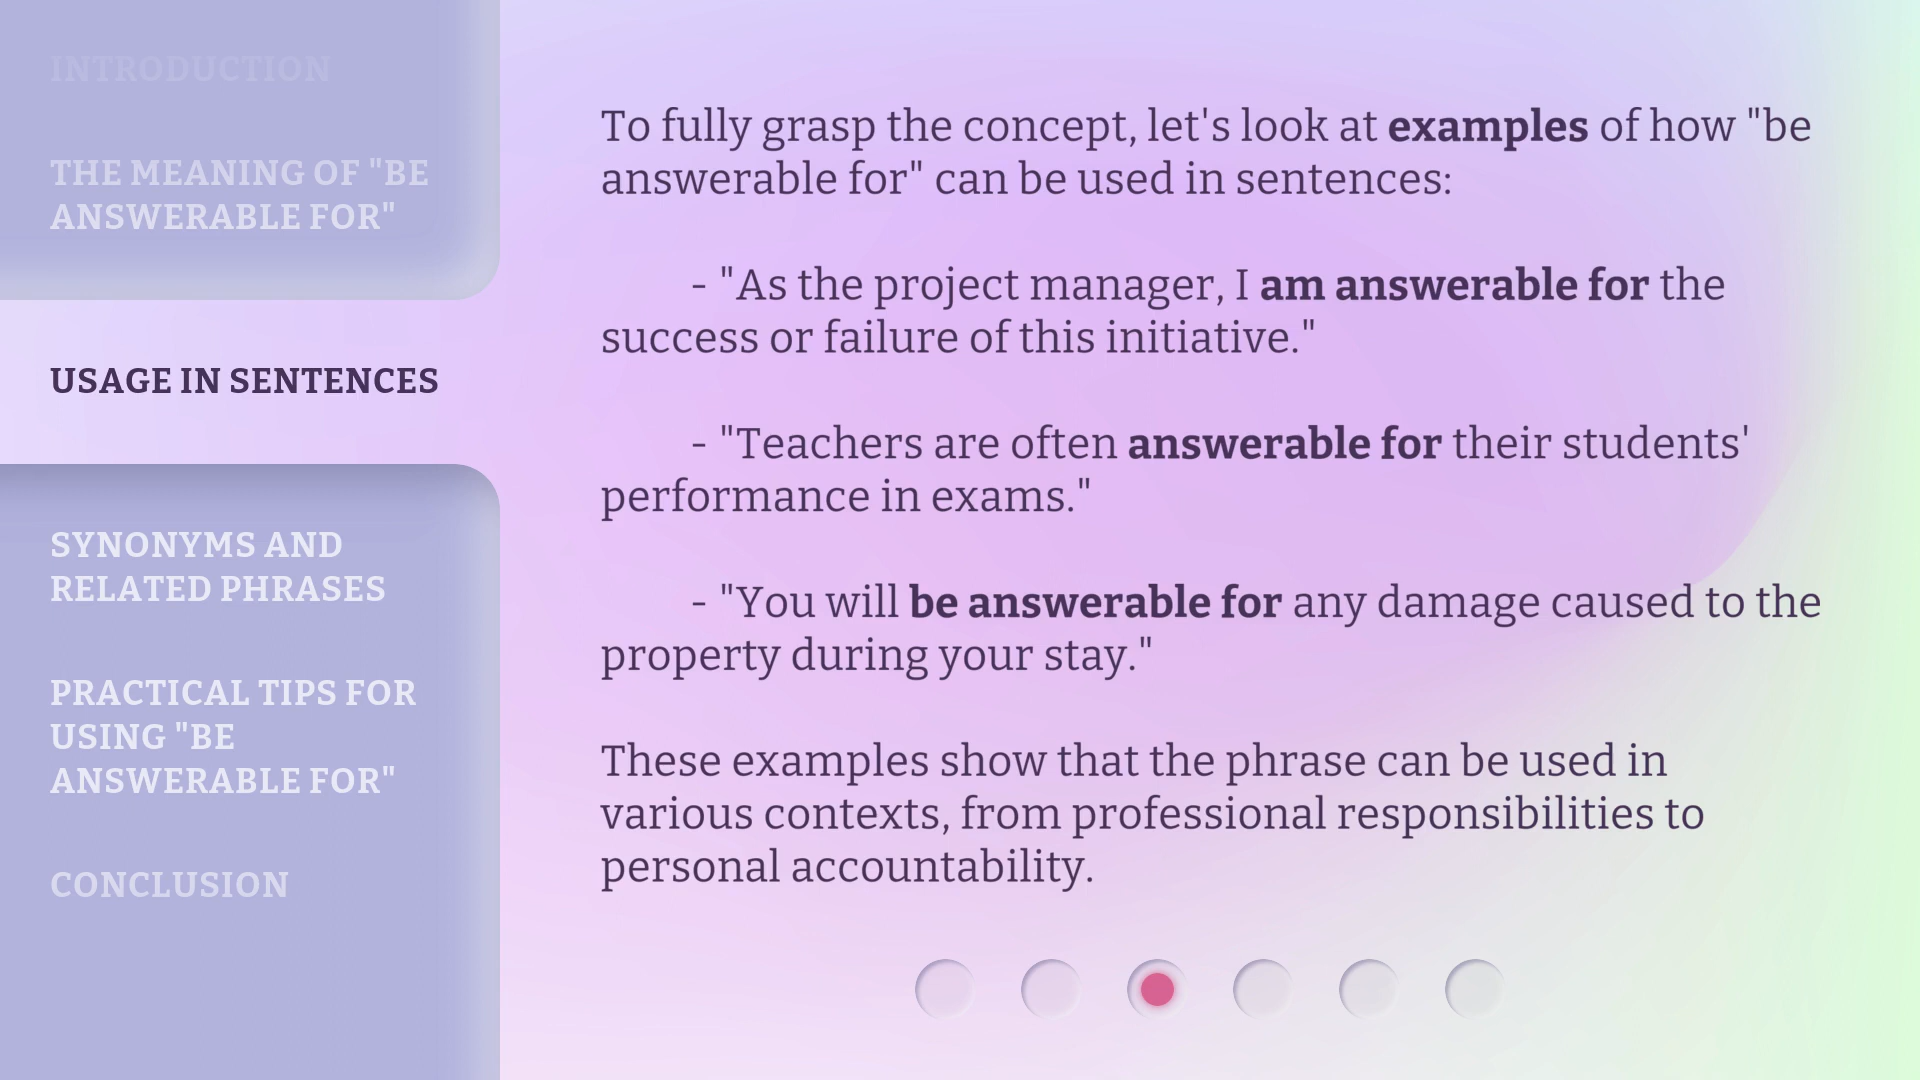 INTRODUCTION
THE MEANING OF "BE
ANSWERABLE FOR"
USAGE IN SENTENCES
SYNONYMS AND
RELATED PHRASES
PRACTICAL TIPS FOR
USING "BE
ANSWERABLE FOR"
CONCLUSION
To fully grasp the concept, let's look at examples of how "be
answerable for" can be used in sentences:
- "As the project manager, I am answerable for the
success or failure of this initiative."
- "Teachers are often answerable for their students'
performance in exams."
- "You will be answerable for any damage caused to the
property during your stay."
These examples show that the phrase can be used in
various contexts, from professional responsibilities to
personal accountability.